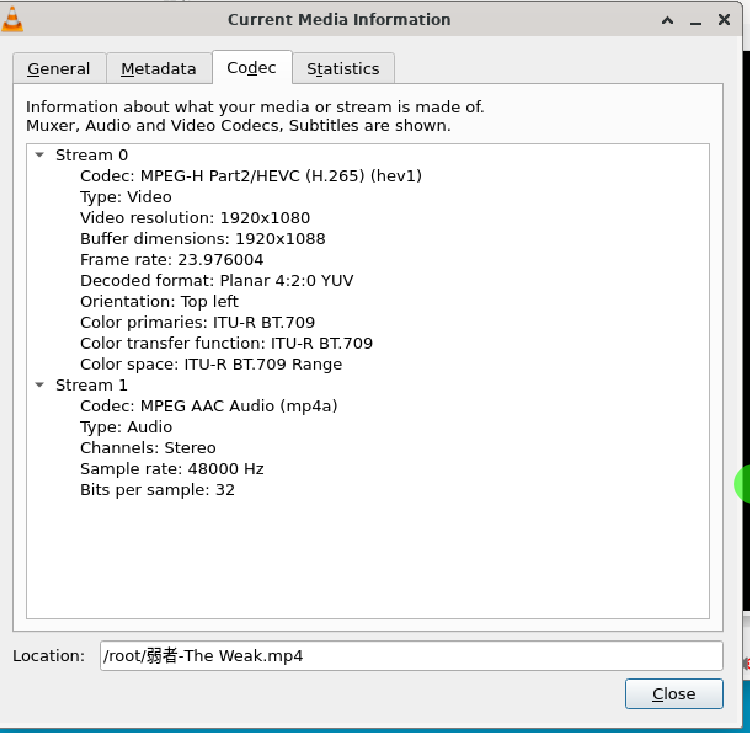 Current Media Information
General Metadata Codec Statistics
Information about what your media or stream is made of.
Muxer, Audio and Video Codecs, Subtitles are shown.
Stream 0
Codec: MPEG-H Part2/HEVC (H.265) (hev1)
Type: Video
Video resolution: 1920x1080
Buffer dimensions: 1920x1088
Frame rate: 23.976004
Decoded format: Planar 4:2:0 YUV
Orientation: Top left
Color primaries: ITU-R BT.709
Color transfer function: ITU-R BT.709
Color space: ITU-R BT.709 Range
Stream 1
Codec: MPEG AAC Audio (mp4a)
Type: Audio
Channels: Stereo
Sample rate: 48000 Hz
Bits per sample: 32
Location: /root/弱者-The Weak.mp4
Close